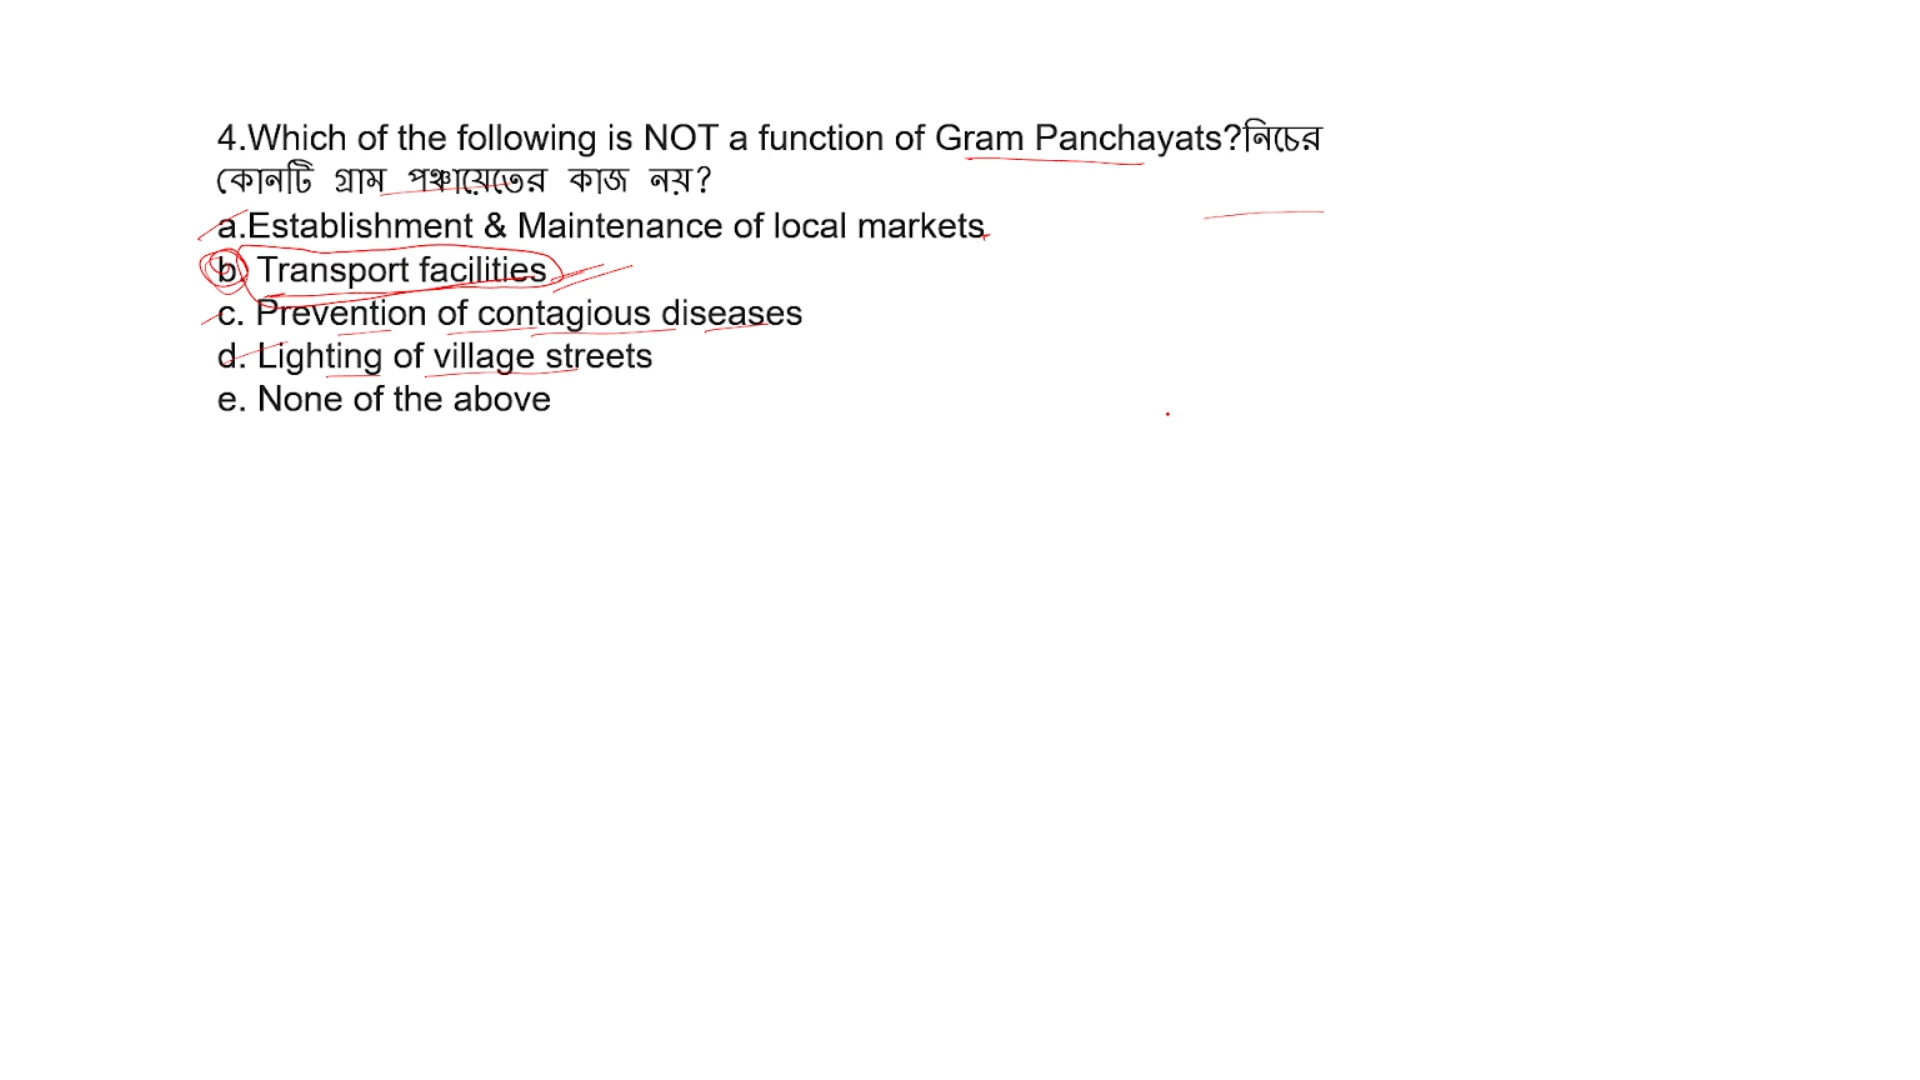 4.Which of the following is NOT a function of Gram Panchayats?নিচের
কোনটি গ্রাম পঞ্চায়েতের কাজ নয়?
a.Establishment & Maintenance of local markets
b. Transport facilities
c. Prevention of contagious diseases
d. Lighting of village streets
e. None of the above